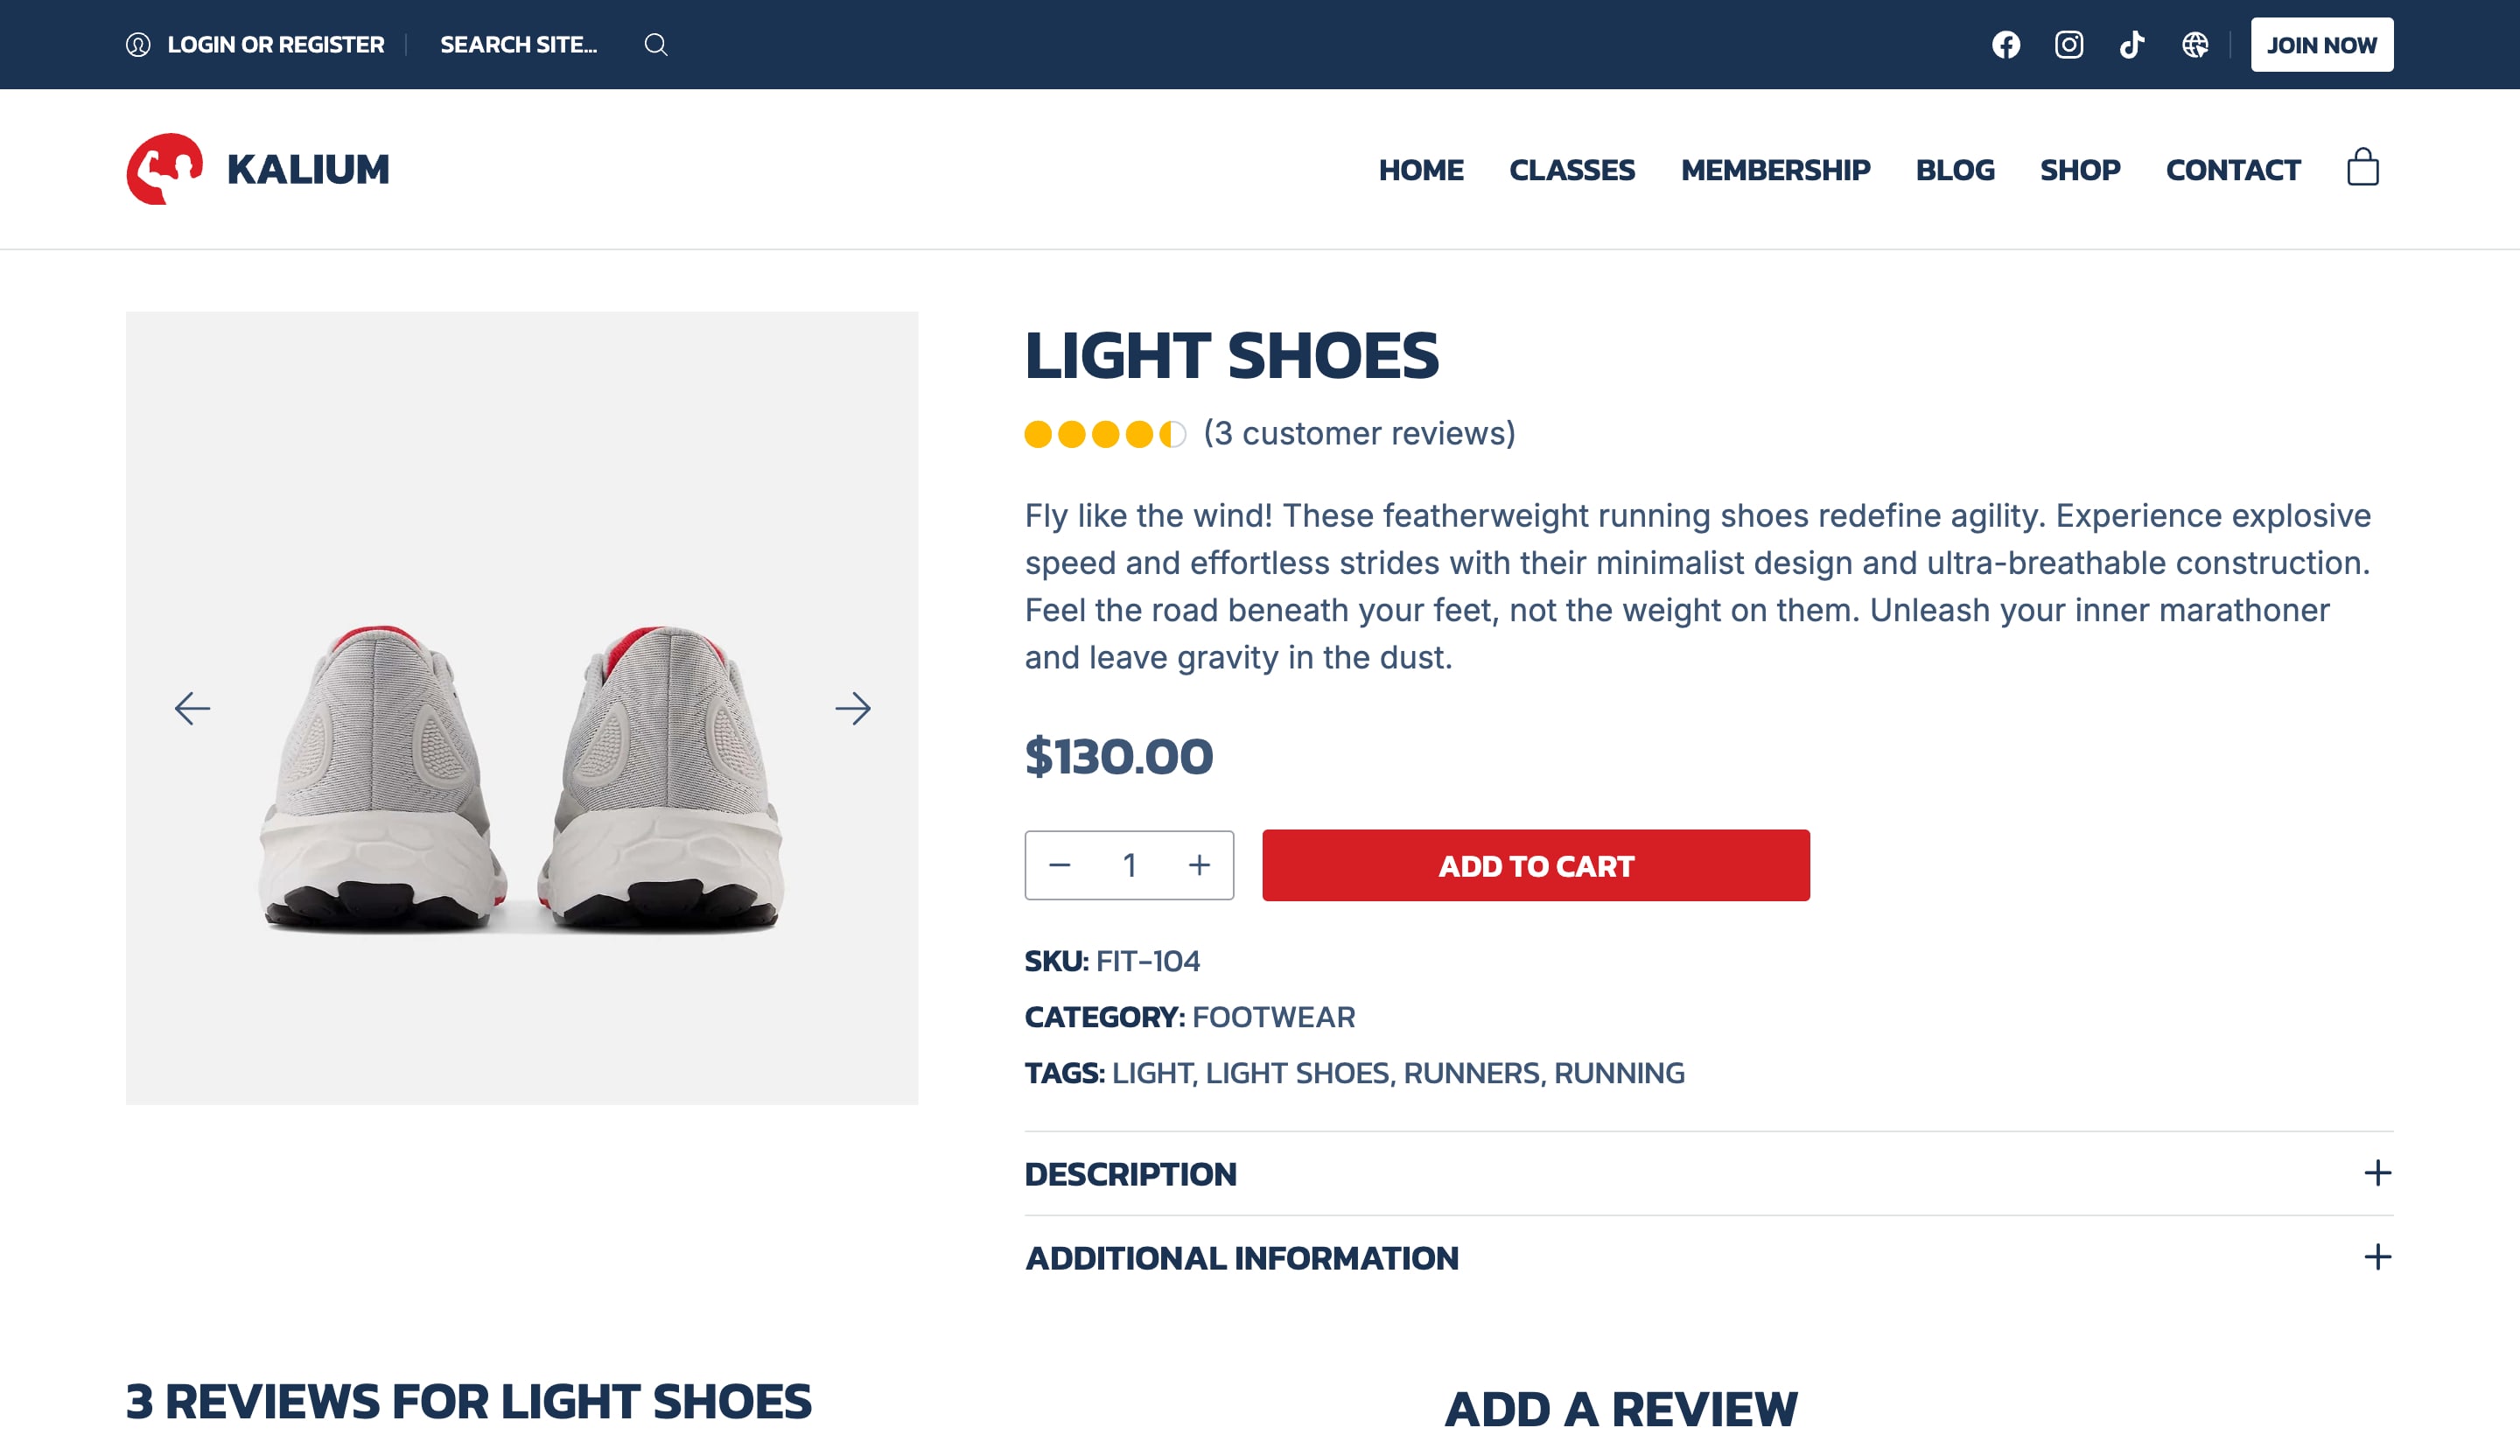 LOGIN OR REGISTER
SEARCH SITE...
JOIN NOW
KALIUM
HOME CLASSES MEMBERSHIP BLOG SHOP CONTACT
LIGHT SHOES
(3 customer reviews)
Fly like the wind! These featherweight running shoes redefine agility. Experience explosive
speed and effortless strides with their minimalist design and ultra-breathable construction.
Feel the road beneath your feet, not the weight on them. Unleash your inner marathoner
and leave gravity in the dust.
$130.00
1
ADD TO CART
SKU: FIT-104
CATEGORY: FOOTWEAR
TAGS: LIGHT, LIGHT SHOES, RUNNERS, RUNNING
DESCRIPTION
ADDITIONAL INFORMATION
3 REVIEWS FOR LIGHT SHOES
ADD A REVIEW